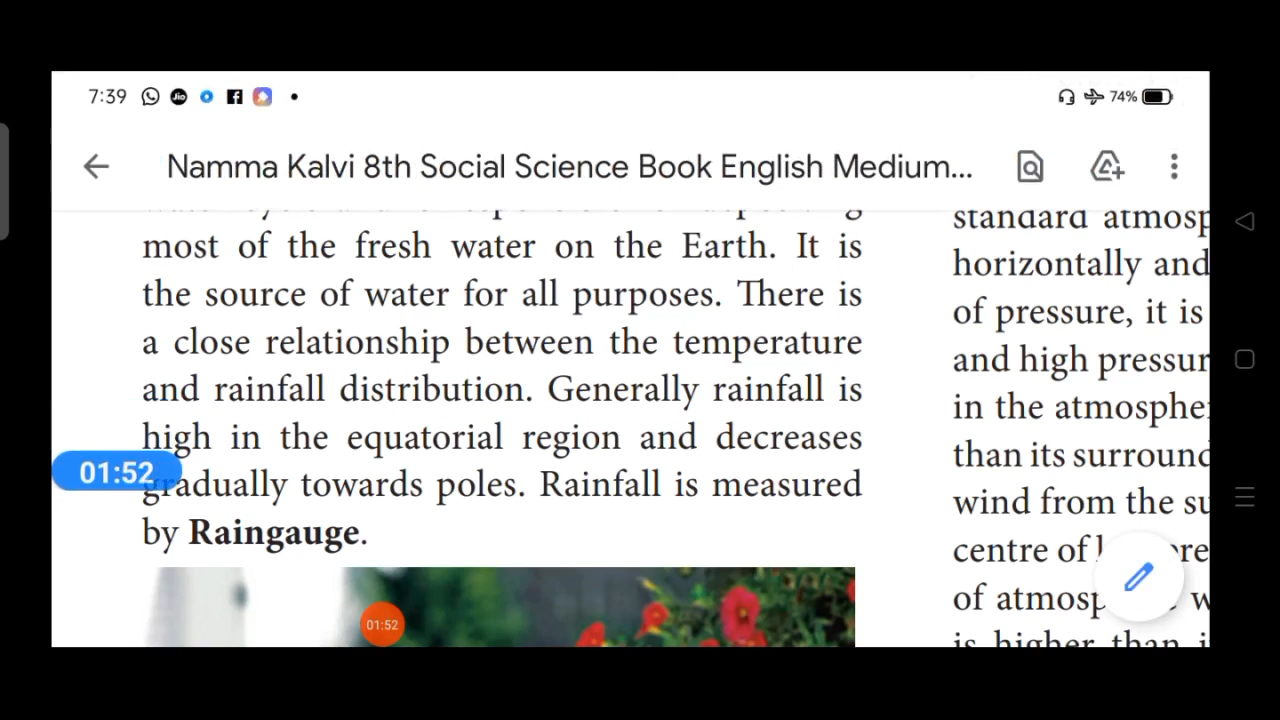 7:39
Jio
74%
Namma Kalvi 8th Social Science Book English Medium...
most of the fresh water on the Earth. It is
the source of water for all purposes. There is
a close relationship between the temperature
and rainfall distribution. Generally rainfall is
high in the equatorial region and decreases
gradually towards poles. Rainfall is measured
by Raingauge.
01:52
01:52
standard atmosp
horizontally and
of pressure, it is
and high pressur
in the atmosphe
than its surround
wind from the su
centre of
of atmosp
is higher than i